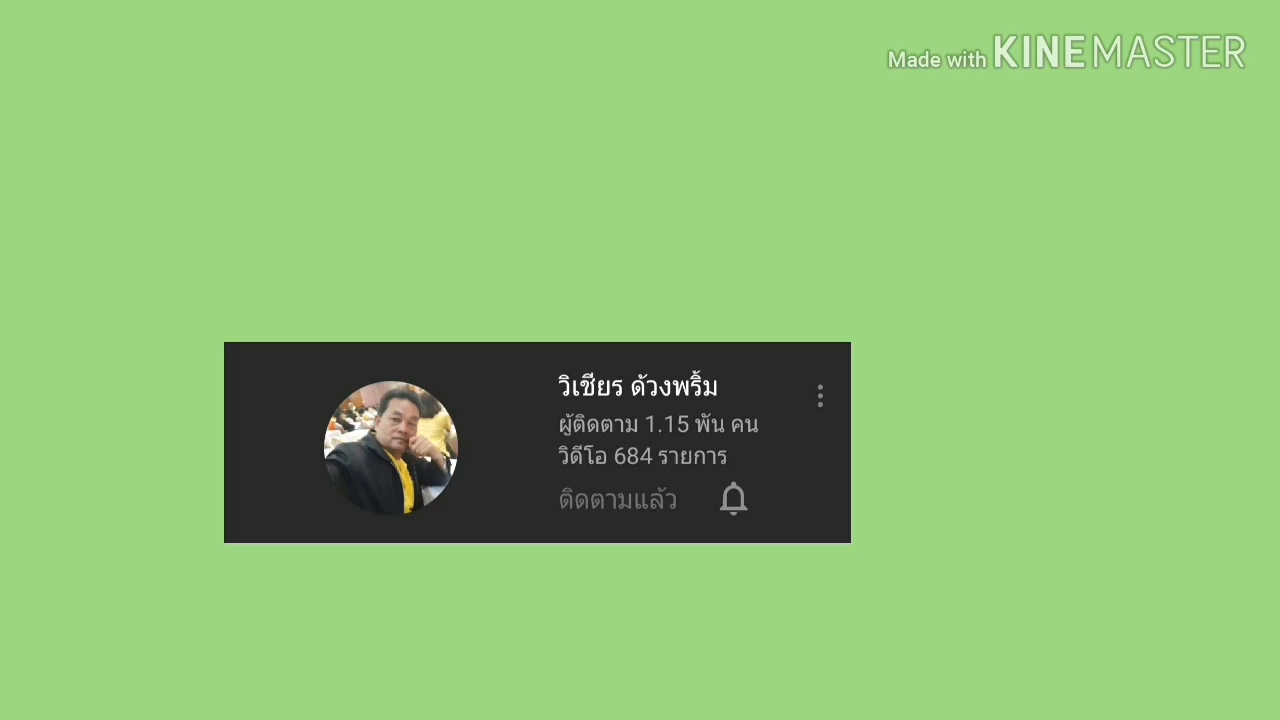 Made with KINEMASTER
วิเชียร ด้วงพริ้ม
ผู้ติดตาม 1.15 พัน คน
วิดีโอ 684 รายการ
ติดตามแล้ว